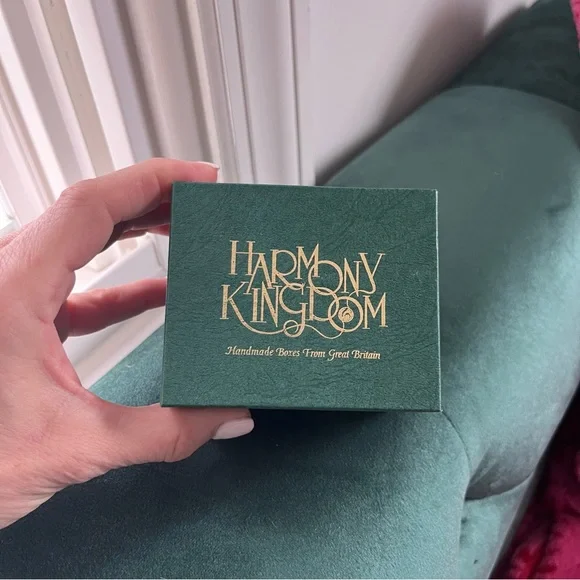 HARMONY
KINGDOM
Handmade Boxes From Great Britain